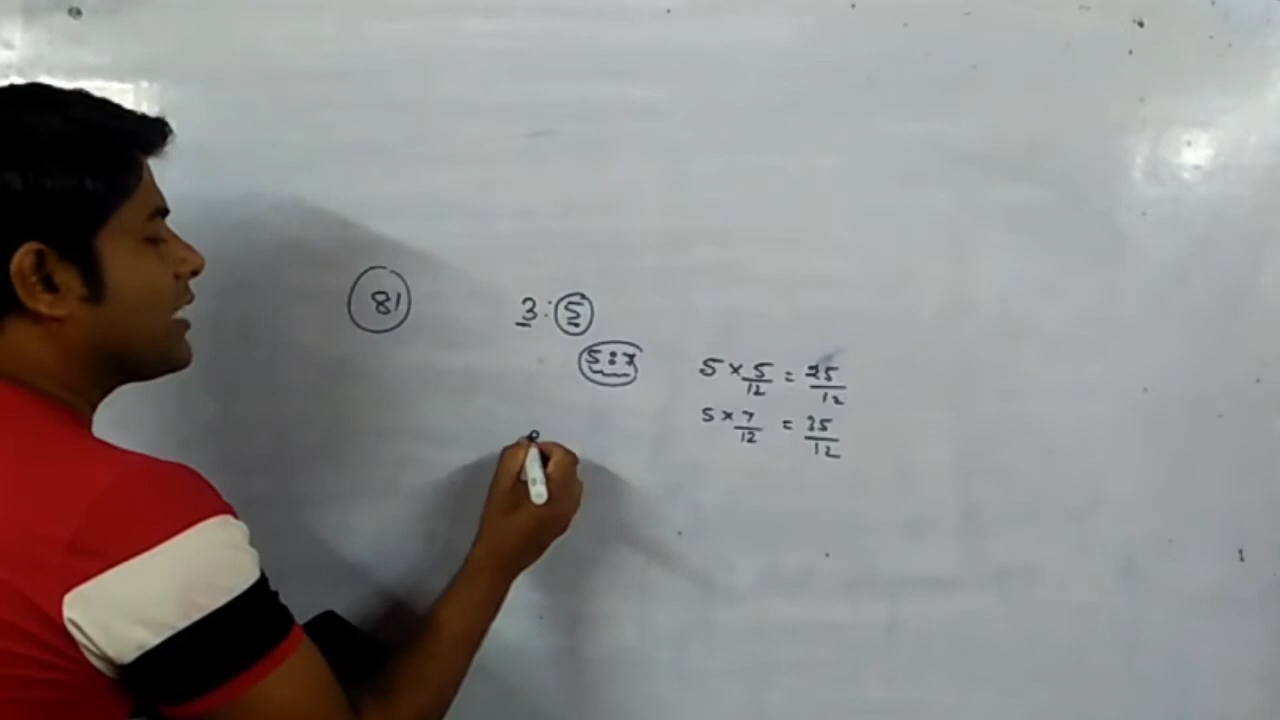 81
3 : 5
5 : 7
5 × 5/12 = 25/12
5 × 7/12 = 35/12